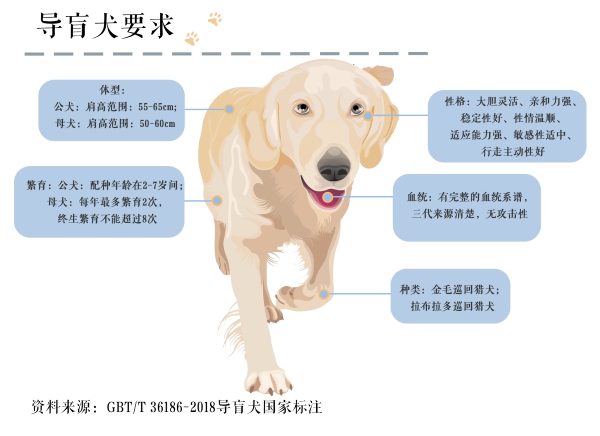 导盲犬要求
体型：
公犬：肩高范围：55-65cm;
母犬：肩高范围：50-60cm
性格：大胆灵活、亲和力强、
稳定性好、性情温顺、
适应能力强、敏感性适中、
行走主动性好
繁育：公犬：配种年龄在2-7岁间；
母犬：每年最多繁育2次，
终生繁育不能超过8次
血统：有完整的血统系谱，
三代来源清楚，无攻击性
种类：金毛巡回猎犬；
拉布拉多巡回猎犬
资料来源：GBT/T 36186-2018导盲犬国家标注